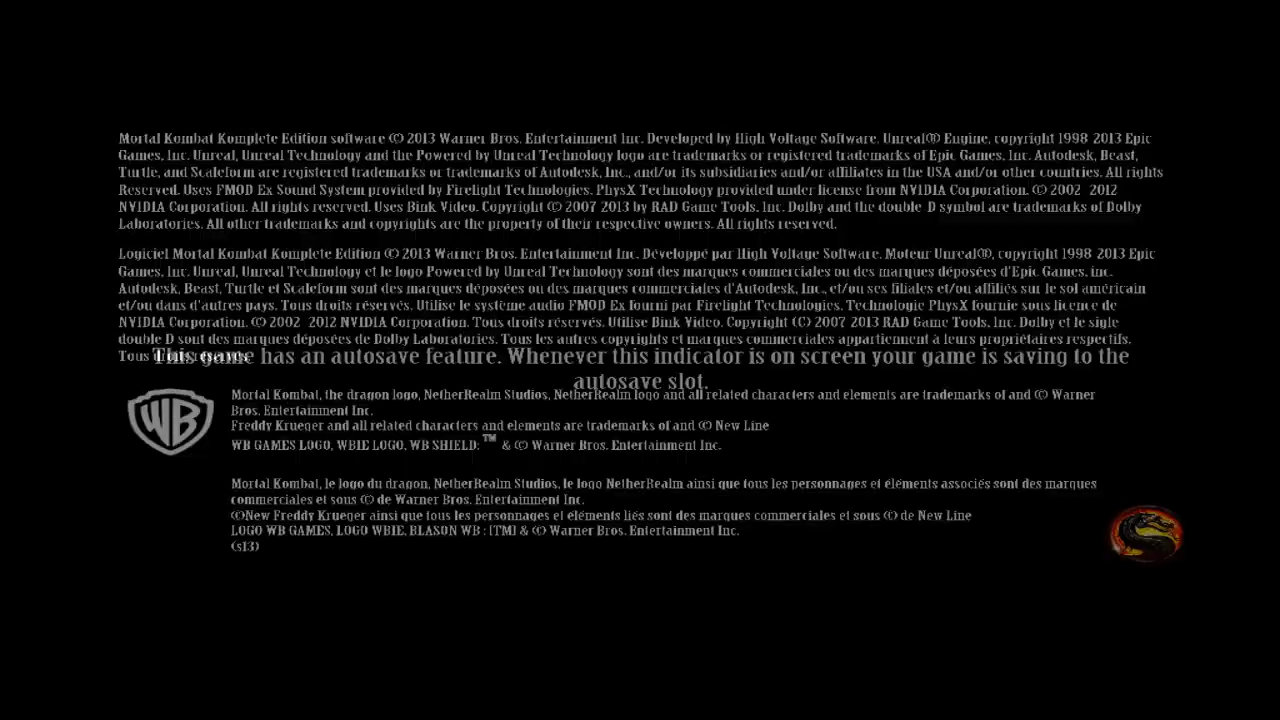 Mortal Kombat Komplete Edition software © 2013 Warner Bros. Entertainment Inc. Developed by High Voltage Software. Unreal® Engine, copyright 1998-2013 Epic
Games, Inc. Unreal, Unreal Technology and the Powered by Unreal Technology logo are trademarks or registered trademarks of Epic Games, Inc. Autodesk, Beast,
Turtle, and Scaleform are registered trademarks or trademarks of Autodesk, Inc., and/or its subsidiaries and/or affiliates in the USA and/or other countries. All rights
Reserved. Uses FMOD Ex Sound System provided by Firelight Technologies. PhysX Technology provided under license from NVIDIA Corporation. © 2002-2012
NVIDIA Corporation. All rights reserved. Uses Bink Video. Copyright © 2007-2013 by RAD Game Tools, Inc. Dolby and the double-D symbol are trademarks of Dolby
Laboratories. All other trademarks and copyrights are the property of their respective owners. All rights reserved.
Logiciel Mortal Kombat Komplete Edition © 2013 Warner Bros. Entertainment Inc. Développé par High Voltage Software. Moteur Unreal®, copyright 1998-2013 Epic
Games, Inc. Unreal, Unreal Technology et le logo Powered by Unreal Technology sont des marques commerciales ou des marques déposées d'Epic Games, inc.
Autodesk, Beast, Turtle et Scaleform sont des marques déposées ou des marques commerciales d'Autodesk, Inc., et/ou ses filiales et/ou affiliés sur le sol américain
et/ou dans d'autres pays. Tous droits réservés. Utilise le système audio FMOD Ex fourni par Firelight Technologies. Technologie PhysX fournie sous licence de
NVIDIA Corporation. © 2002-2012 NVIDIA Corporation. Tous droits réservés. Utilise Bink Video. Copyright (C) 2007-2013 RAD Game Tools, Inc. Dolby et le sigle
double-D sont des marques déposées de Dolby Laboratories. Tous les autres copyrights et marques commerciales appartiennent à leurs propriétaires respectifs.
Tous
This game has an autosave feature. Whenever this indicator is on screen your game is saving to the
autosave slot.
Mortal Kombat, the dragon logo, NetherRealm Studios, NetherRealm logo and all related characters and elements are trademarks of and © Warner
Bros. Entertainment Inc.
Freddy Krueger and all related characters and elements are trademarks of and © New Line
WB GAMES LOGO, WBIE LOGO, WB SHIELD: ™ & © Warner Bros. Entertainment Inc.
WB
Mortal Kombat, le logo du dragon, NetherRealm Studios, le logo NetherRealm ainsi que tous les personnages et éléments associés sont des marques
commerciales et sous © de Warner Bros. Entertainment Inc.
©New Freddy Krueger ainsi que tous les personnages et éléments liés sont des marques commerciales et sous © de New Line
LOGO WB GAMES, LOGO WBIE, BLASON WB : [TM] & © Warner Bros. Entertainment Inc.
(s13)